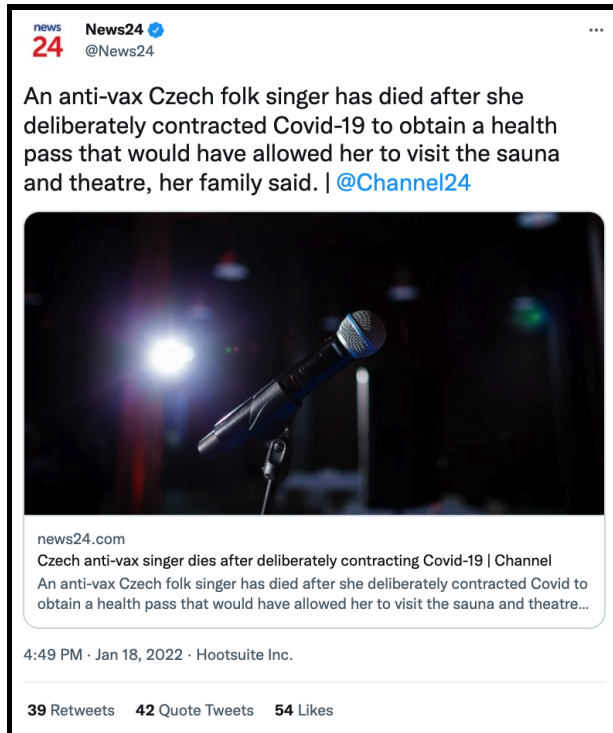 news
24
News24
@News24
An anti-vax Czech folk singer has died after she
deliberately contracted Covid-19 to obtain a health
pass that would have allowed her to visit the sauna
and theatre, her family said. | @Channel24
news24.com
Czech anti-vax singer dies after deliberately contracting Covid-19 | Channel
An anti-vax Czech folk singer has died after she deliberately contracted Covid to
obtain a health pass that would have allowed her to visit the sauna and theatre...
4:49 PM · Jan 18, 2022 · Hootsuite Inc.
39 Retweets 42 Quote Tweets 54 Likes